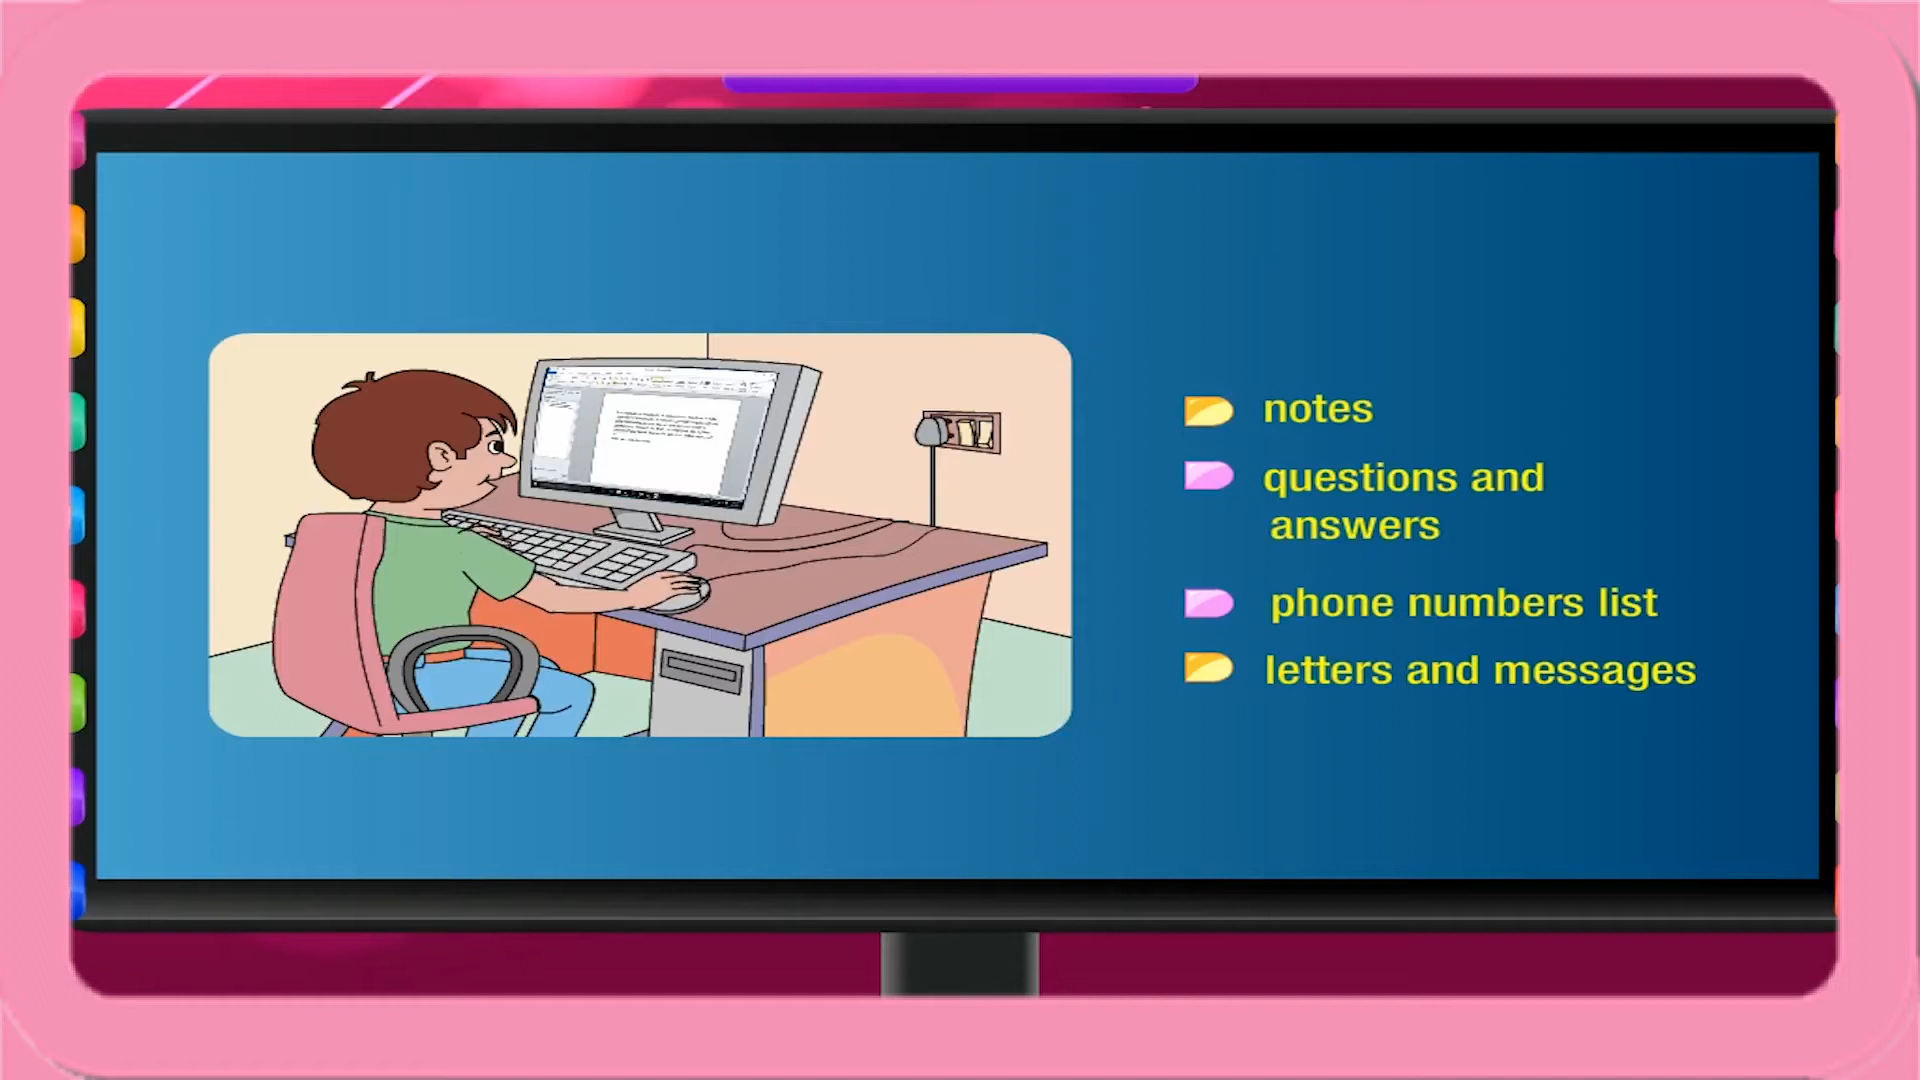 notes
questions and
answers
phone numbers list
letters and messages